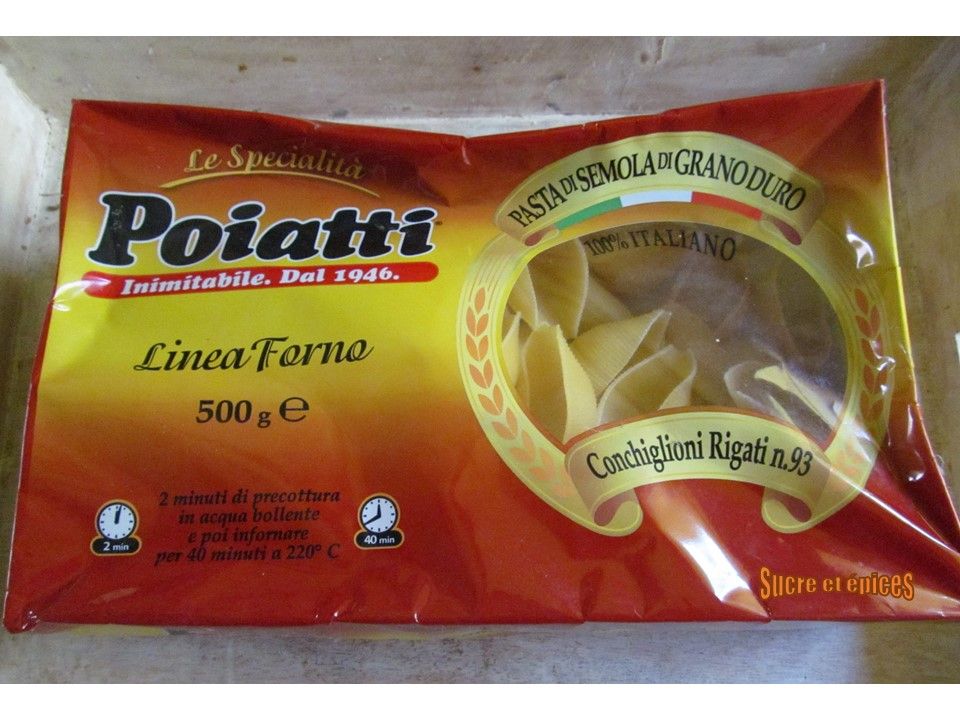 Le Specialità
Poiatti
Inimitabile. Dal 1946.
Linea Forno
500 g ℮
2 minuti di precottura
in acqua bollente
e poi infornare
per 40 minuti a 220° C
2 min
40 min
PASTA DI SEMOLA DI GRANO DURO
100% ITALIANO
Conchiglioni Rigati n.93
Sucre et épices